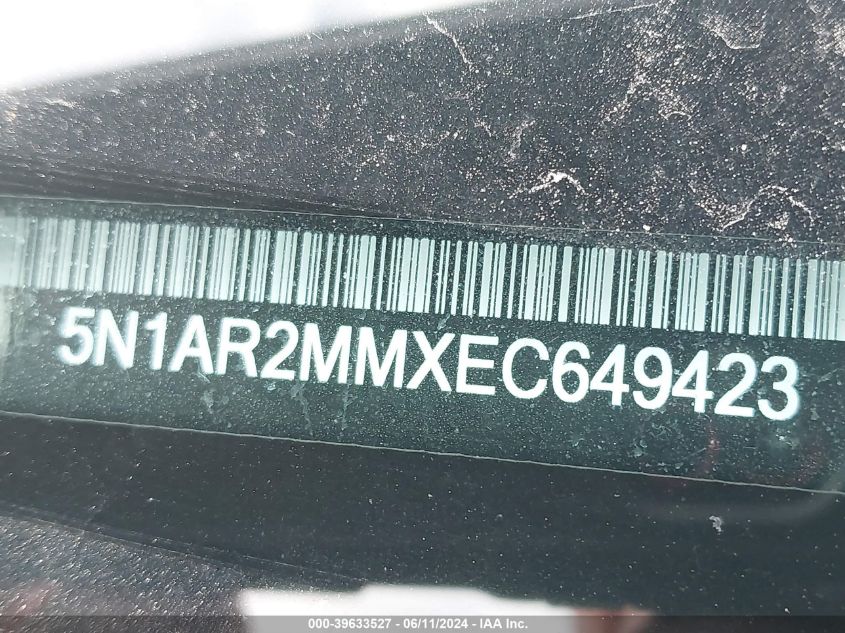 5N1AR2MMXEC649423
000-39633527 - 06/11/2024 - IAA Inc.